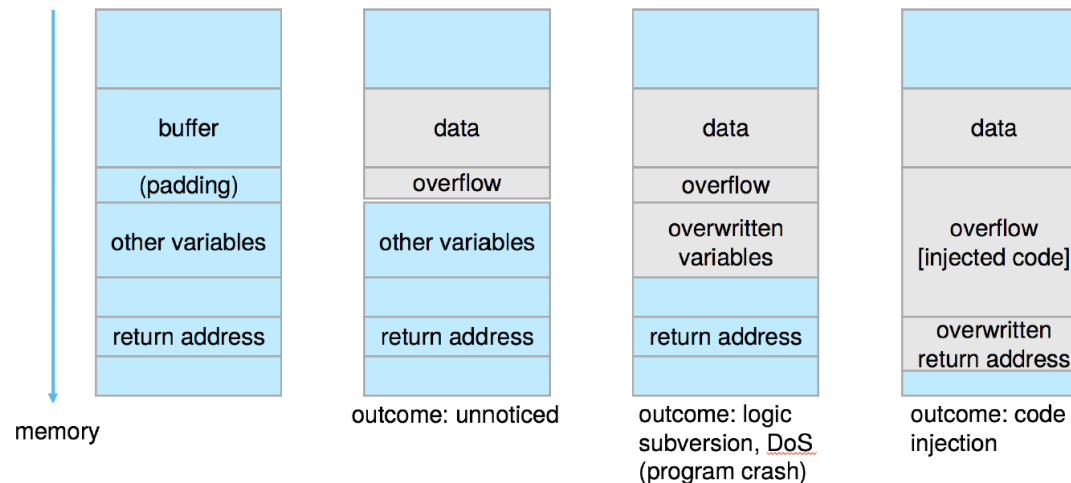 buffer
(padding)
other variables
return address
memory
data
overflow
other variables
return address
outcome: unnoticed
data
overflow
overwritten
variables
return address
outcome: logic
subversion, DoS
(program crash)
data
overflow
[injected code]
overwritten
return address
outcome: code
injection